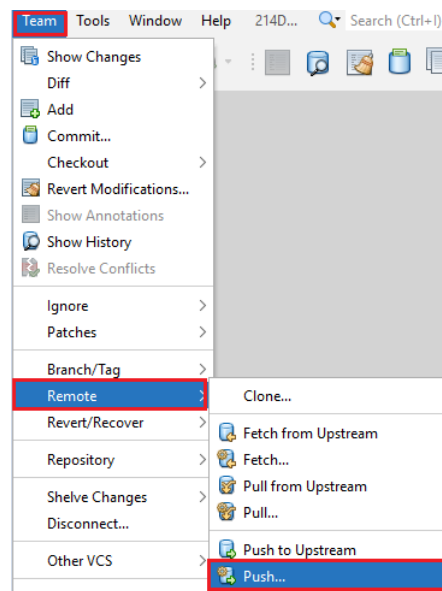 Team Tools Window Help 214D... Search (Ctrl+I)
Show Changes
Diff
Add
Commit...
Checkout
Revert Modifications...
Show Annotations
Show History
Resolve Conflicts
Ignore
Patches
Branch/Tag
Remote
Clone...
Revert/Recover
Fetch from Upstream
Repository
Fetch...
Pull from Upstream
Shelve Changes
Pull...
Disconnect...
Push to Upstream
Other VCS
Push...